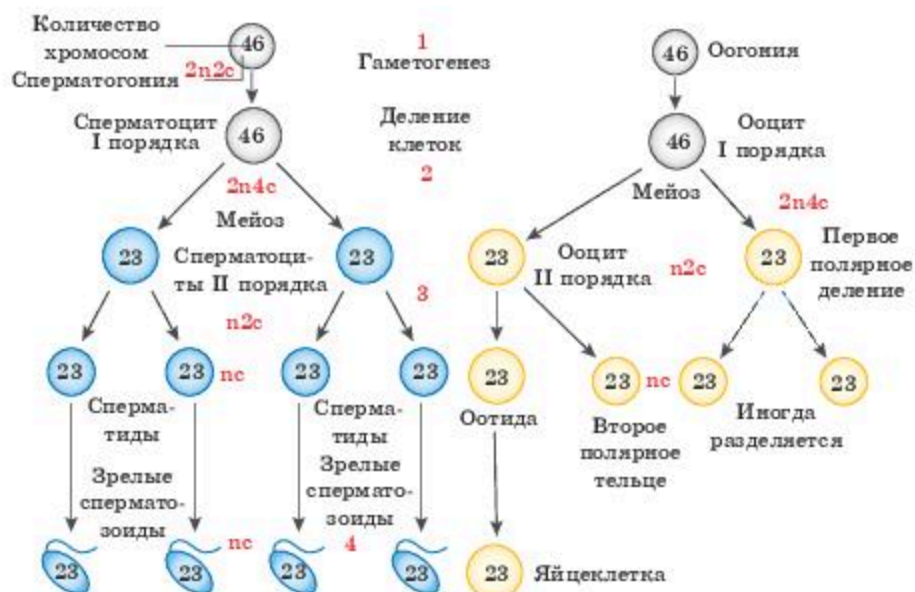 Количество
хромосом
Сперматогония
2n2c
46
1
Гаметогенез
46
Оогония
Сперматоцит
I порядка
46
Деление
клеток
2
46
Ооцит
I порядка
2n4c
Мейоз
Мейоз
2n4c
23
Сперматоци-
ты II порядка
23
3
n2c
23
Ооцит
II порядка
n2c
23
Первое
полярное
деление
23
23
nc
23
23
23
23
nc
23
23
Сперма-
тиды
Сперма-
тиды
Оотида
Второе
полярное
тельце
Иногда
разделяется
Зрелые
спермато-
зоиды
Зрелые
спермато-
зоиды
23
23
nc
23
4
23
23
Яйцеклетка